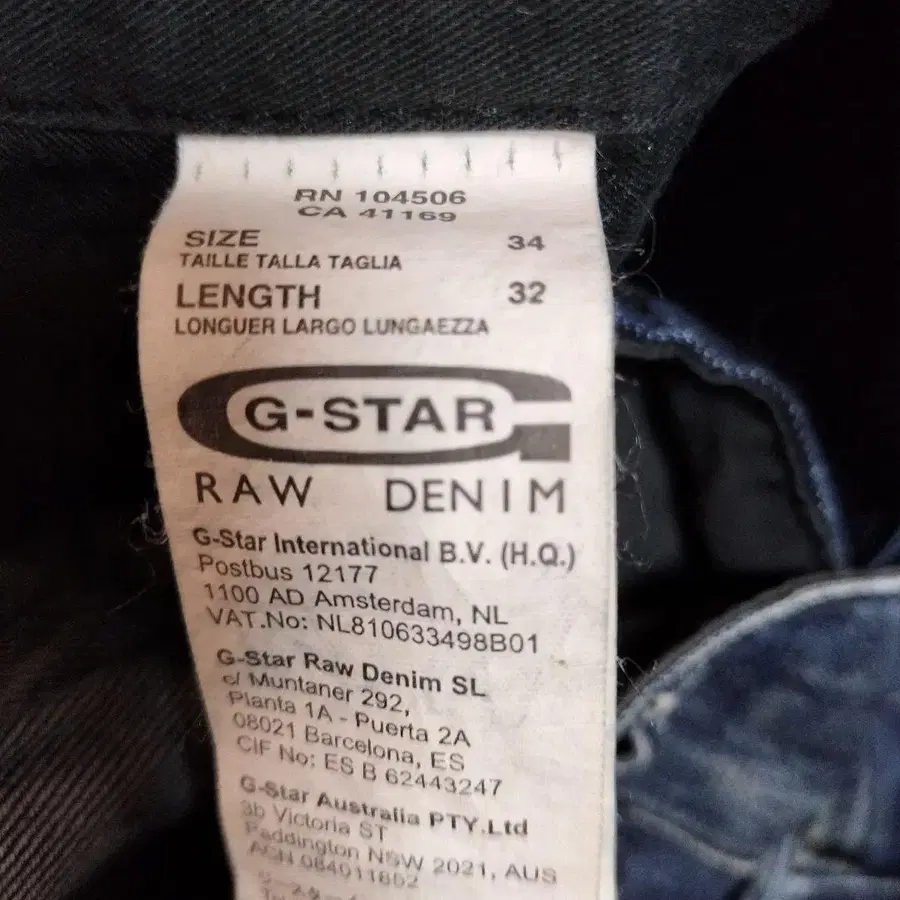 RN 104506
CA 41169
SIZE 34
TAILLE TALLA TAGLIA
LENGTH 32
LONGUER LARGO LUNGAEZZA
G-STAR
RAW DENIM
G-Star International B.V. (H.Q.)
Postbus 12177
1100 AD Amsterdam, NL
VAT.No: NL810633498B01
G-Star Raw Denim SL
c/ Muntaner 292,
Planta 1A - Puerta 2A
08021 Barcelona, ES
CIF No: ES B 62443247
G-Star Australia PTY.Ltd
3b Victoria ST
Paddington NSW 2021, AUS
ACN 084011652